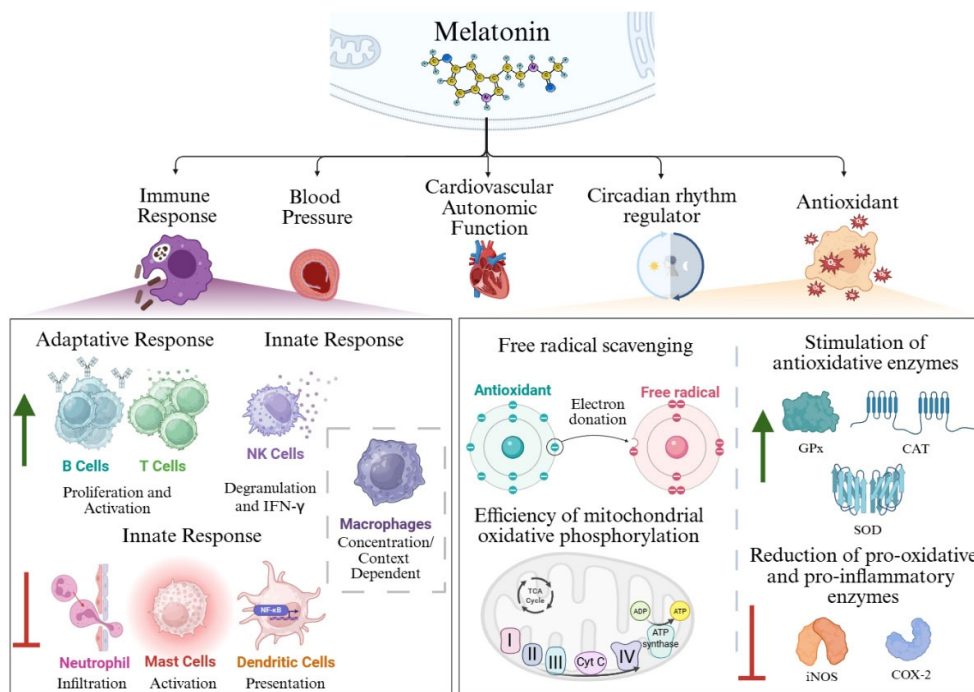 Melatonin
Immune
Response
Blood
Pressure
Cardiovascular
Autonomic
Function
Circadian rhythm
regulator
Antioxidant
Adaptative Response
B Cells
T Cells
Proliferation and
Activation
Innate Response
NK Cells
Degranulation
and IFN-γ
Macrophages
Concentration/
Context
Dependent
Innate Response
NF-κB
Neutrophil
Infiltration
Mast Cells
Activation
Dendritic Cells
Presentation
Free radical scavenging
Antioxidant
Electron
donation
Free radical
Efficiency of mitochondrial
oxidative phosphorylation
TCA
Cycle
ADP
ATP
ATP
synthase
I
II
III
Cyt C
IV
Stimulation of
antioxidative enzymes
GPx
CAT
SOD
Reduction of pro-oxidative
and pro-inflammatory
enzymes
iNOS
COX-2